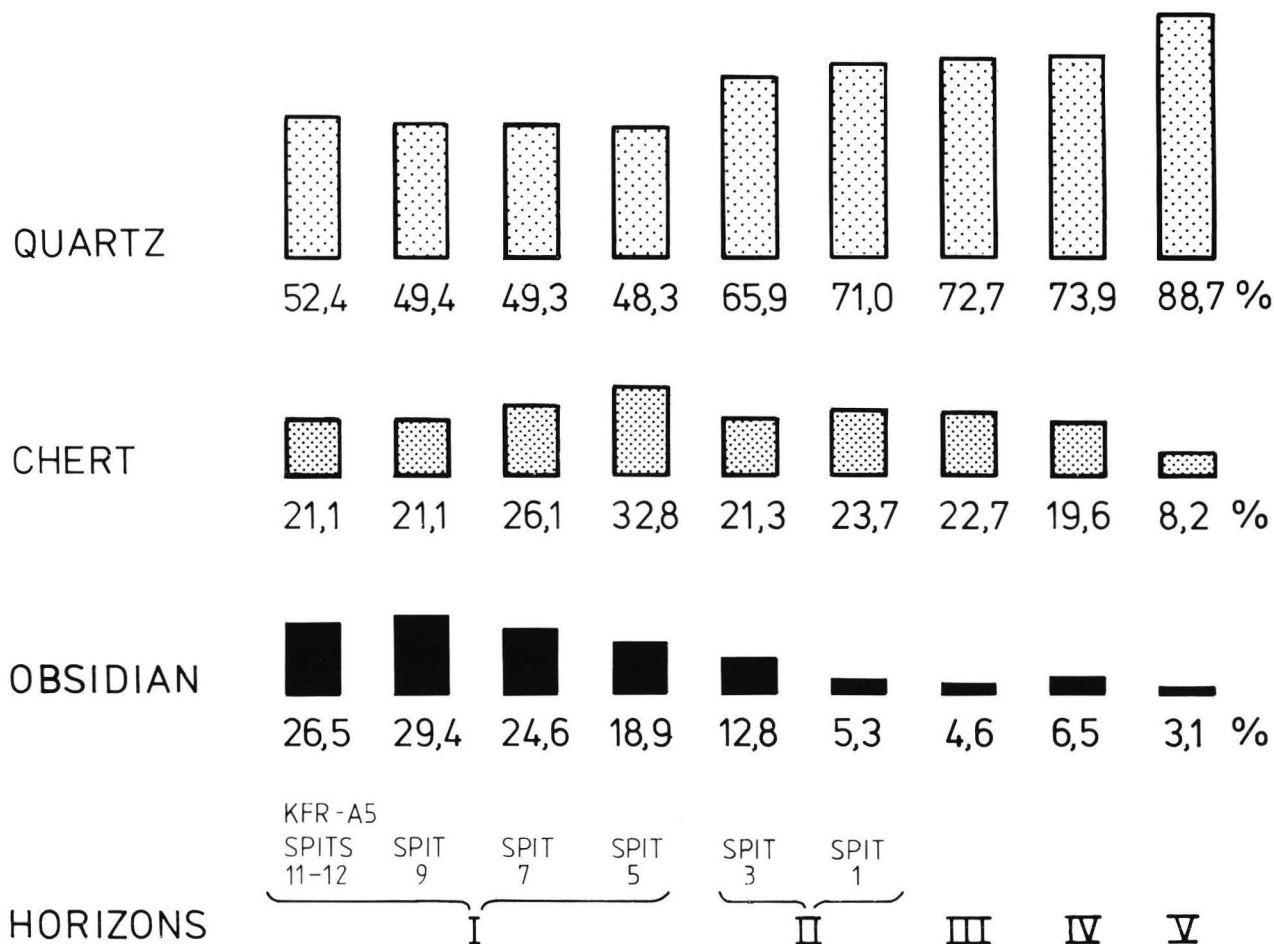 QUARTZ
52,4 49,4 49,3 48,3 65,9 71,0 72,7 73,9 88,7 %
CHERT
21,1 21,1 26,1 32,8 21,3 23,7 22,7 19,6 8,2 %
OBSIDIAN
26,5 29,4 24,6 18,9 12,8 5,3 4,6 6,5 3,1 %
KFR-A5
SPITS SPIT SPIT SPIT SPIT SPIT
11-12 9 7 5 3 1
HORIZONS I II III IV V